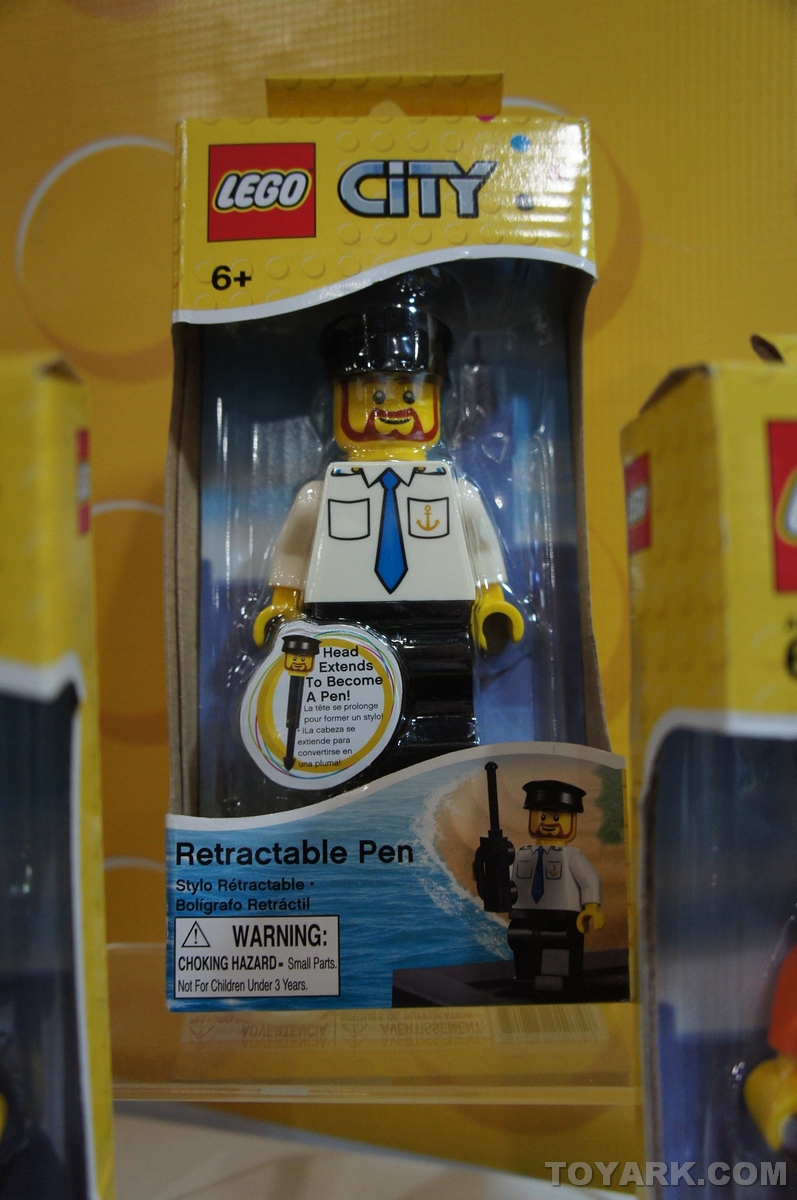 LEGO
CITY
6+
Head
Extends
To Become
A Pen!
La tête se prolonge
pour former un stylo!
· ¡La cabeza se
extiende para
convertirse en
una pluma!
Retractable Pen
Stylo Rétractable ·
Bolígrafo Retráctil
WARNING:
CHOKING HAZARD - Small Parts.
Not For Children Under 3 Years.
ADVERTENCIA
AVERTISSEMENT
TOYARK.COM